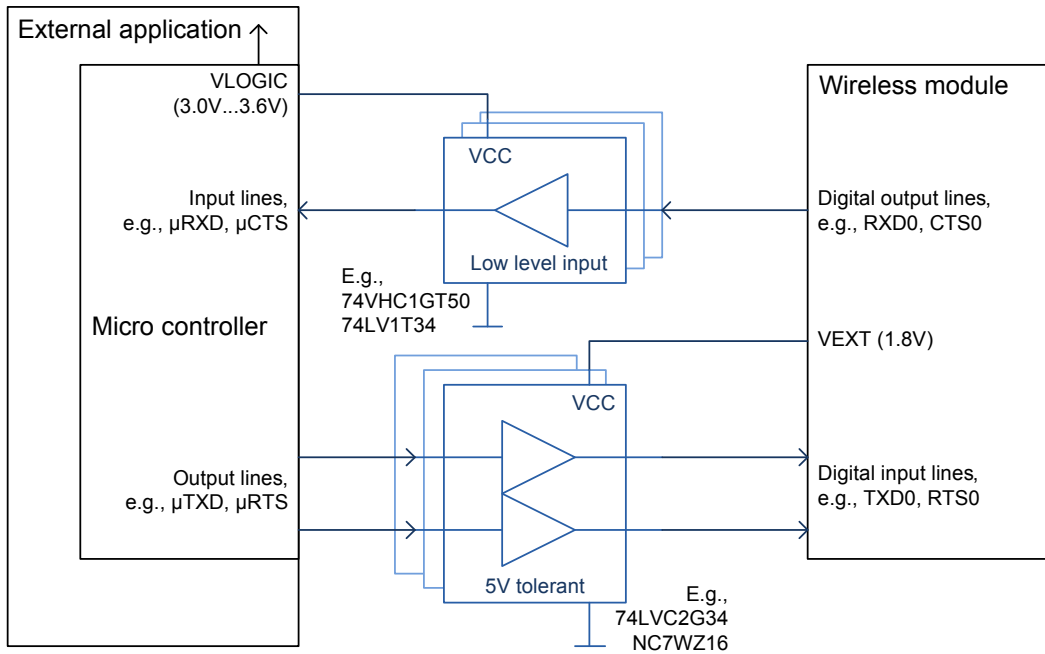 External application
VLOGIC
(3.0V...3.6V)
Input lines,
e.g., µRXD, µCTS
Micro controller
Output lines,
e.g., µTXD, µRTS
VCC
Low level input
E.g.,
74VHC1GT50
74LV1T34
VCC
5V tolerant
E.g.,
74LVC2G34
NC7WZ16
Wireless module
Digital output lines,
e.g., RXD0, CTS0
VEXT (1.8V)
Digital input lines,
e.g., TXD0, RTS0